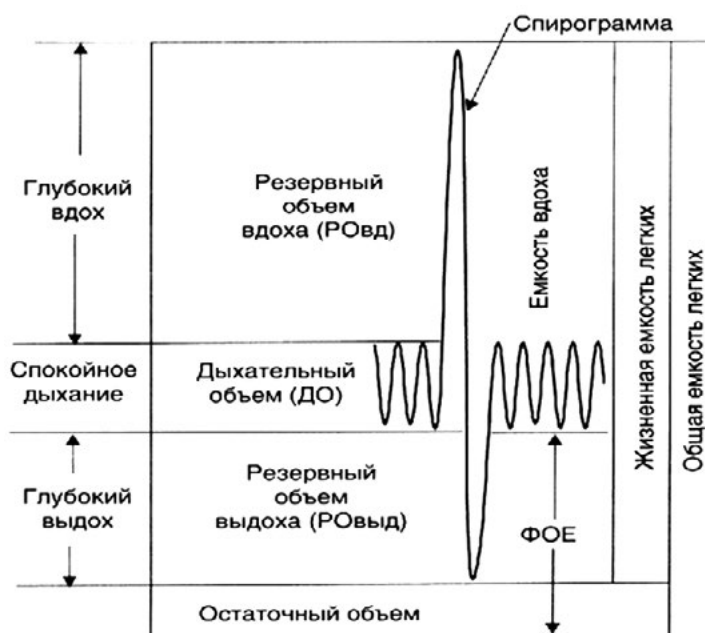 Спирограмма
Глубокий
вдох
Резервный
объем
вдоха (РОвд)
Емкость вдоха
Жизненная емкость легких
Общая емкость легких
Спокойное
дыхание
Дыхательный
объем (ДО)
Глубокий
выдох
Резервный
объем
выдоха (РОвыд)
ФОЕ
Остаточный объем